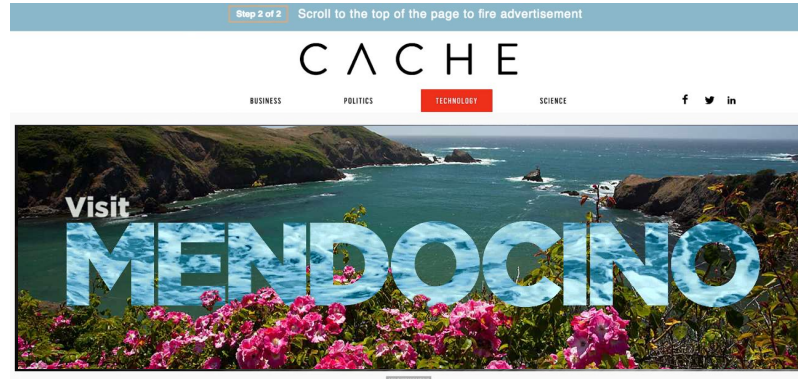 Step 2 of 2 Scroll to the top of the page to fire advertisement
CACHE
BUSINESS POLITICS TECHNOLOGY SCIENCE
Visit
MENDOCINO